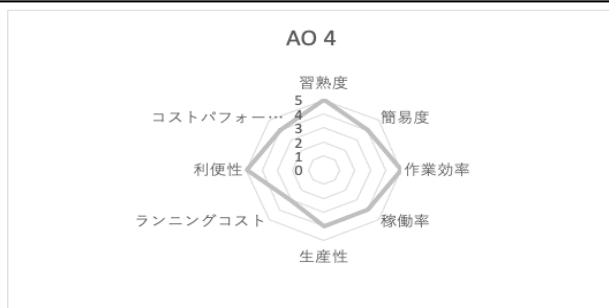 AO 4
習熟度
簡易度
作業効率
稼働率
生産性
ランニングコスト
利便性
コストパフォー…
5
4
3
2
1
0